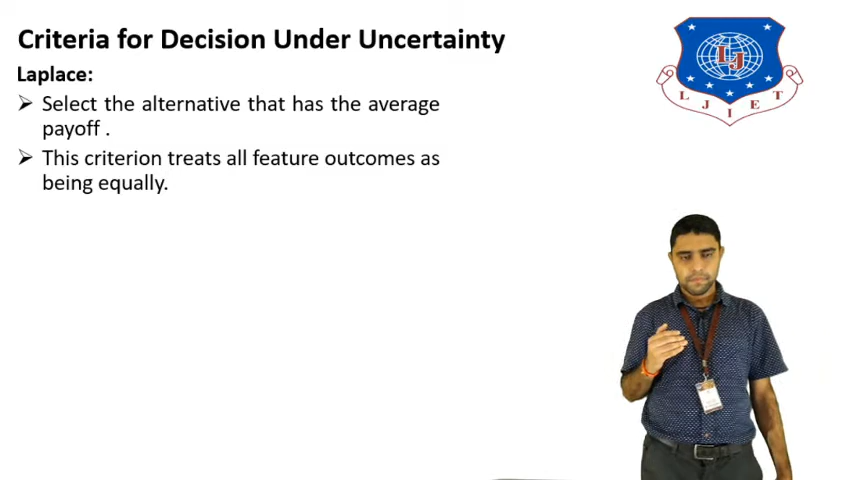 Criteria for Decision Under Uncertainty
Laplace:
➢ Select the alternative that has the average
payoff .
➢ This criterion treats all feature outcomes as
being equally.
LJ
L J I E T